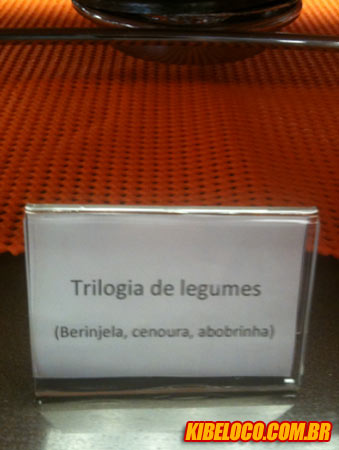 Trilogia de legumes
(Berinjela, cenoura, abobrinha)
KIBELOCO.COM.BR